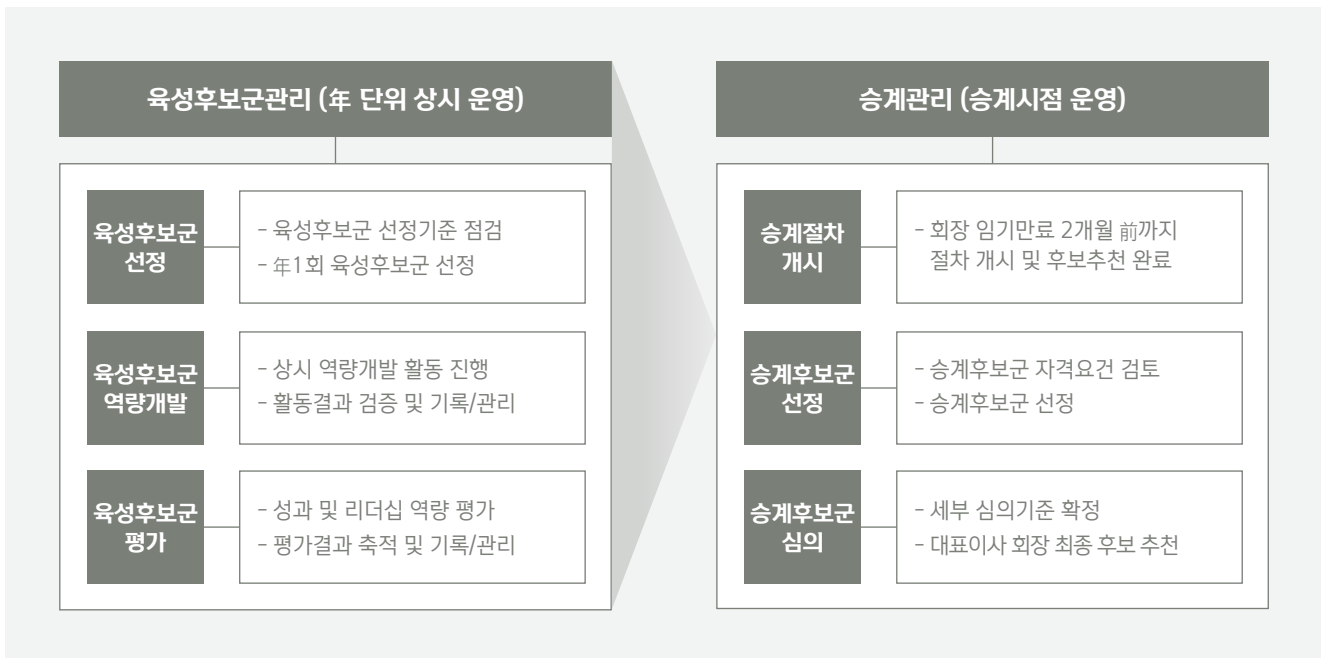 육성후보군관리 (年 단위 상시 운영)
육성후보군
선정
- 육성후보군 선정기준 점검
- 年1회 육성후보군 선정
육성후보군
역량개발
- 상시 역량개발 활동 진행
- 활동결과 검증 및 기록/관리
육성후보군
평가
- 성과 및 리더십 역량 평가
- 평가결과 축적 및 기록/관리
승계관리 (승계시점 운영)
승계절차
개시
- 회장 임기만료 2개월 前까지
절차 개시 및 후보추천 완료
승계후보군
선정
- 승계후보군 자격요건 검토
- 승계후보군 선정
승계후보군
심의
- 세부 심의기준 확정
- 대표이사 회장 최종 후보 추천